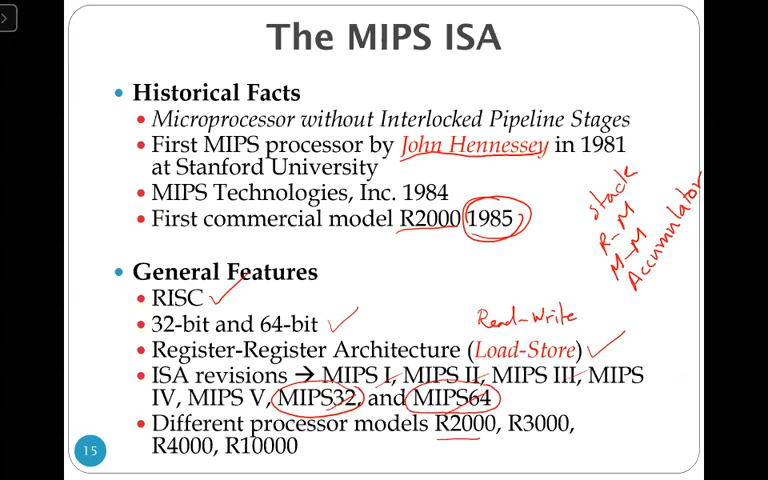 The MIPS ISA
• Historical Facts
• Microprocessor without Interlocked Pipeline Stages
• First MIPS processor by John Hennessey in 1981
at Stanford University
• MIPS Technologies, Inc. 1984
• First commercial model R2000 1985
stack
R-M
M-M
Accumulator
• General Features
• RISC
• 32-bit and 64-bit
Read-Write
• Register-Register Architecture (Load-Store)
• ISA revisions → MIPS I, MIPS II, MIPS III, MIPS
IV, MIPS V, MIPS32, and MIPS64
• Different processor models R2000, R3000,
R4000, R10000
15